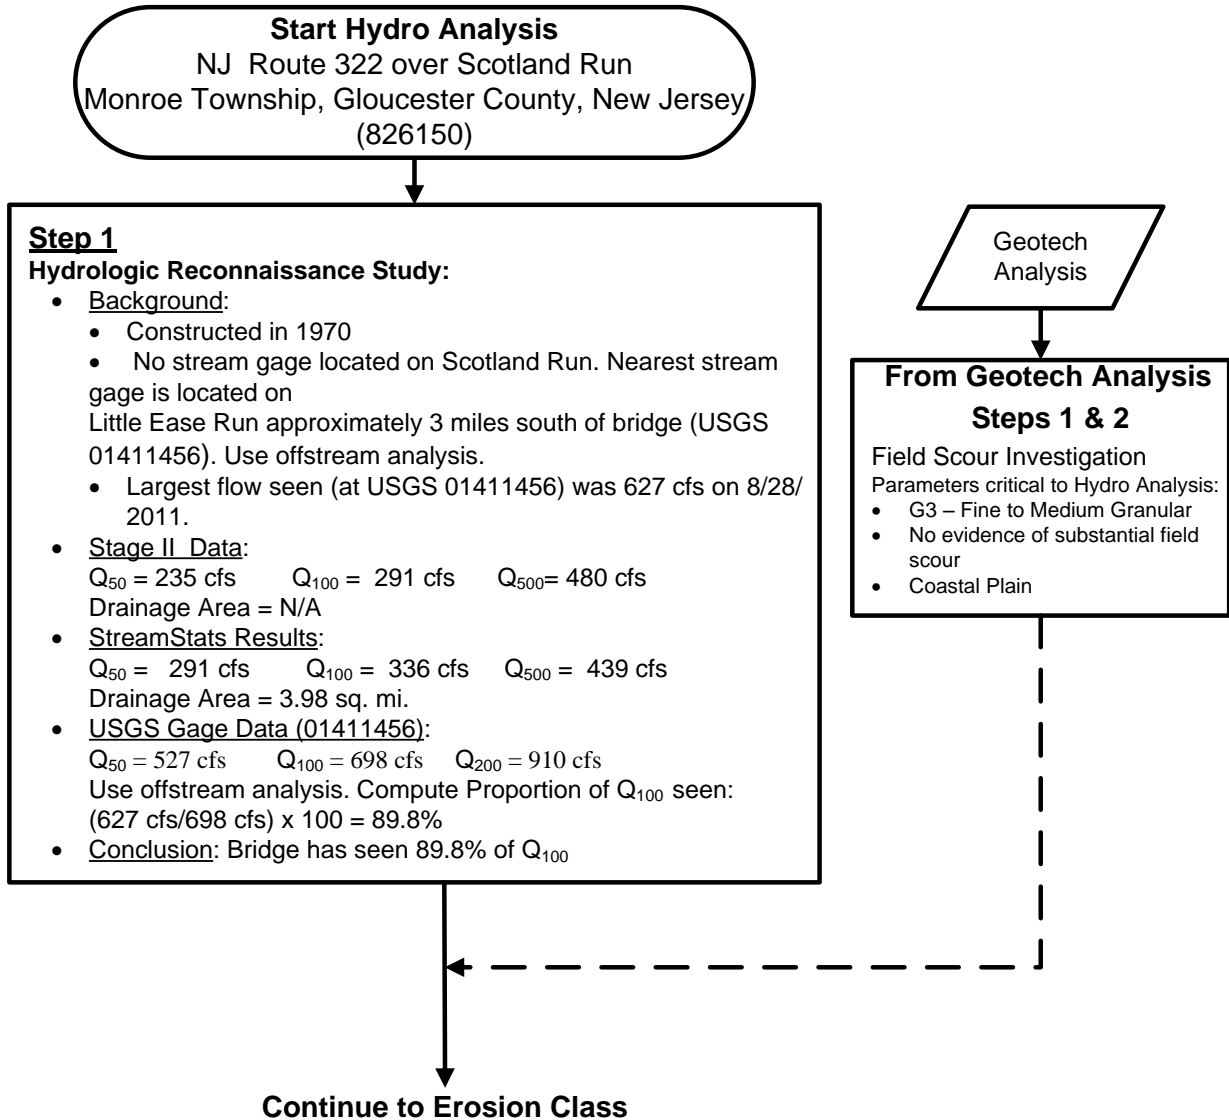 Start Hydro Analysis
NJ Route 322 over Scotland Run
Monroe Township, Gloucester County, New Jersey
(826150)
Step 1
Hydrologic Reconnaissance Study:
• Background:
• Constructed in 1970
• No stream gage located on Scotland Run. Nearest stream
gage is located on
Little Ease Run approximately 3 miles south of bridge (USGS
01411456). Use offstream analysis.
• Largest flow seen (at USGS 01411456) was 627 cfs on 8/28/
2011.
• Stage II Data:
Q50 = 235 cfs Q100 = 291 cfs Q500= 480 cfs
Drainage Area = N/A
• StreamStats Results:
Q50 = 291 cfs Q100 = 336 cfs Q500 = 439 cfs
Drainage Area = 3.98 sq. mi.
• USGS Gage Data (01411456):
Q50 = 527 cfs Q100 = 698 cfs Q200 = 910 cfs
Use offstream analysis. Compute Proportion of Q100 seen:
(627 cfs/698 cfs) x 100 = 89.8%
• Conclusion: Bridge has seen 89.8% of Q100
Geotech
Analysis
From Geotech Analysis
Steps 1 & 2
Field Scour Investigation
Parameters critical to Hydro Analysis:
• G3 – Fine to Medium Granular
• No evidence of substantial field
scour
• Coastal Plain
Continue to Erosion Class